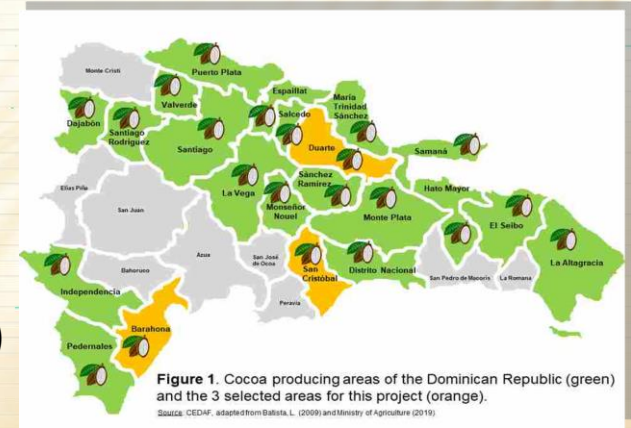 Monte Cristi
Puerto Plata
Espaillat
Maria
Trinidad
Sánchez
Valverde
Salcedo
Dajabón
Santiago
Rodriguez
Santiago
Duarte
Samaná
Elías Piña
La Vega
Sánchez
Ramírez
Hato Mayor
San Juan
Monseñor
Nouel
Monte Plata
El Seibo
Azua
San José
de Ocoa
San
Cristóbal
Distrito Nacional
San Pedro de Macoris
La Romana
La Altagracia
Bahoruco
Independencia
Peravia
Barahona
Pedernales
Figure 1. Cocoa producing areas of the Dominican Republic (green)
and the 3 selected areas for this project (orange).
Source: CEDAF, adapted from Batista, L. (2009) and Ministry of Agriculture (2019)